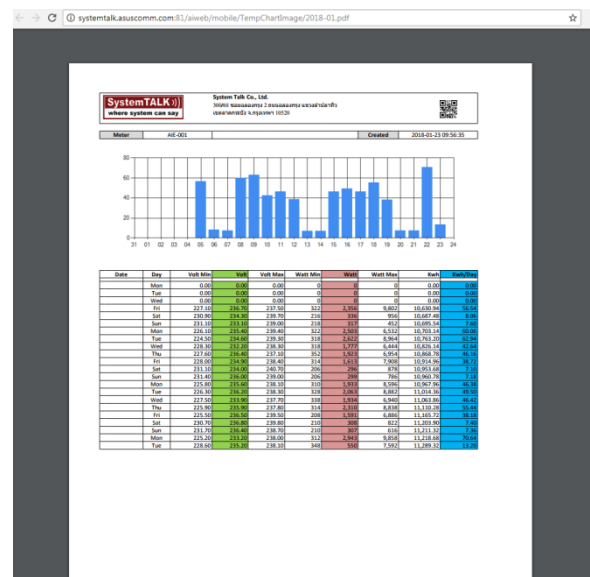 systemtalk.asuscomm.com:81/aiweb/mobile/TempChartImage/2018-01.pdf
SystemTALK
where system can say
System Talk Co., Ltd.
10520
Meter AIE-001 Created 2018-01-23 09:56:35
80
60
40
20
0
31 01 02 03 04 05 06 07 08 09 10 11 12 13 14 15 16 17 18 19 20 21 22 23 24
Date Day Volt Min Volt Volt Max Watt Min Watt Watt Max Kwh Kwh/Day
Mon 0.00 0.00 0.00 0 0 0 0.00 0.00
Tue 0.00 0.00 0.00 0 0 0 0.00 0.00
Wed 0.00 0.00 0.00 0 0 0 0.00 0.00
Fri 227.10 236.70 237.50 322 2,356 9,802 10,630.94 56.54
Sat 230.90 234.30 239.70 216 336 956 10,687.48 8.06
Sun 231.10 233.10 239.00 218 317 452 10,695.54 7.60
Mon 226.10 235.40 239.40 322 2,503 6,532 10,703.14 60.06
Tue 224.50 234.60 239.30 318 2,622 8,964 10,763.20 62.94
Wed 228.30 232.20 238.30 318 1,777 6,444 10,826.14 42.64
Thu 227.60 236.40 237.10 352 1,923 6,954 10,868.78 46.16
Fri 228.00 234.90 238.40 314 1,613 7,908 10,914.96 38.72
Sat 231.10 234.00 240.70 206 296 878 10,953.68 7.10
Sun 231.40 236.00 239.00 206 299 786 10,960.78 7.18
Mon 225.80 235.60 238.10 310 1,933 8,596 10,967.96 46.38
Tue 226.30 236.20 238.30 328 2,063 8,882 11,014.36 49.50
Wed 227.50 233.90 237.70 338 1,934 6,940 11,063.86 46.42
Thu 225.90 235.90 237.80 314 2,310 8,838 11,110.28 55.44
Fri 225.50 236.50 239.50 208 1,591 6,886 11,165.72 38.18
Sat 230.70 236.80 239.80 210 308 822 11,203.90 7.40
Sun 231.70 236.40 238.70 210 307 616 11,211.32 7.36
Mon 225.20 233.20 238.00 312 2,943 9,858 11,218.68 70.64
Tue 228.60 235.20 238.10 348 550 7,592 11,289.32 13.20